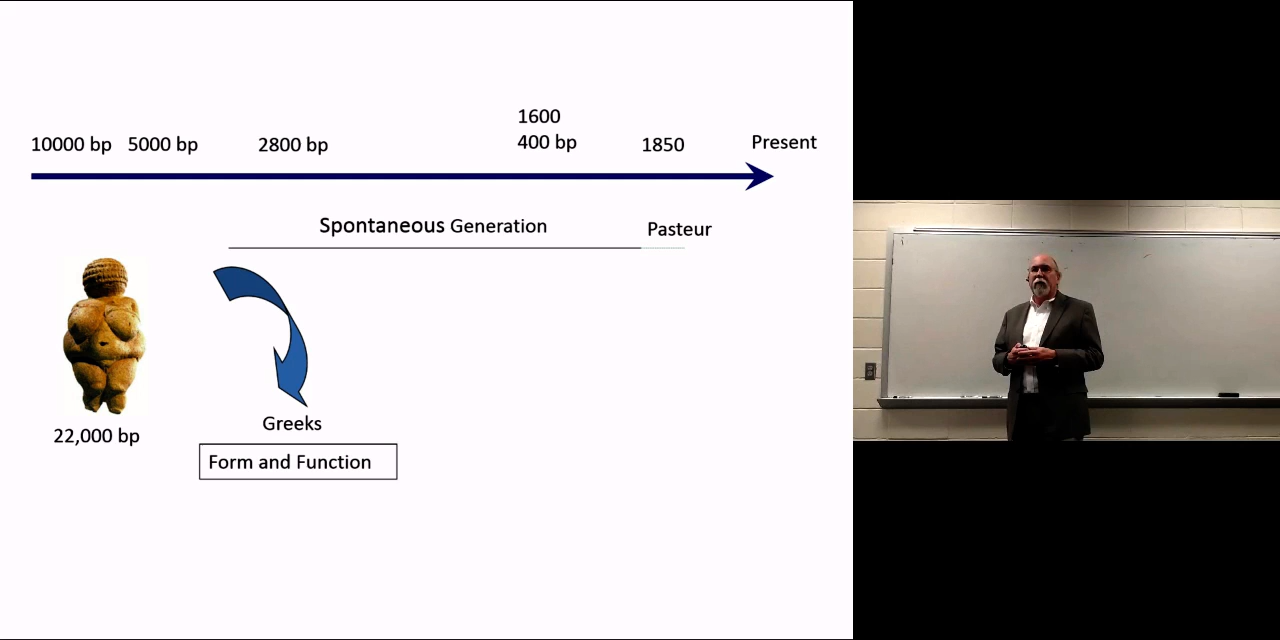 1600
10000 bp 5000 bp 2800 bp 400 bp 1850 Present
Spontaneous Generation Pasteur
22,000 bp
Greeks
Form and Function